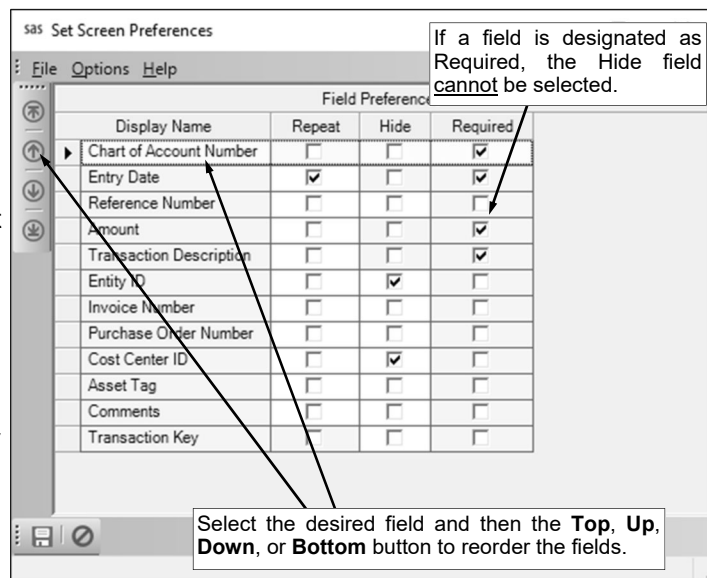 sas Set Screen Preferences
If a field is designated as
Required, the Hide field
cannot be selected.
File Options Help
Field Preference
Display Name Repeat Hide Required
Chart of Account Number
Entry Date
Reference Number
Amount
Transaction Description
Entity ID
Invoice Number
Purchase Order Number
Cost Center ID
Asset Tag
Comments
Transaction Key
Select the desired field and then the Top, Up,
Down, or Bottom button to reorder the fields.